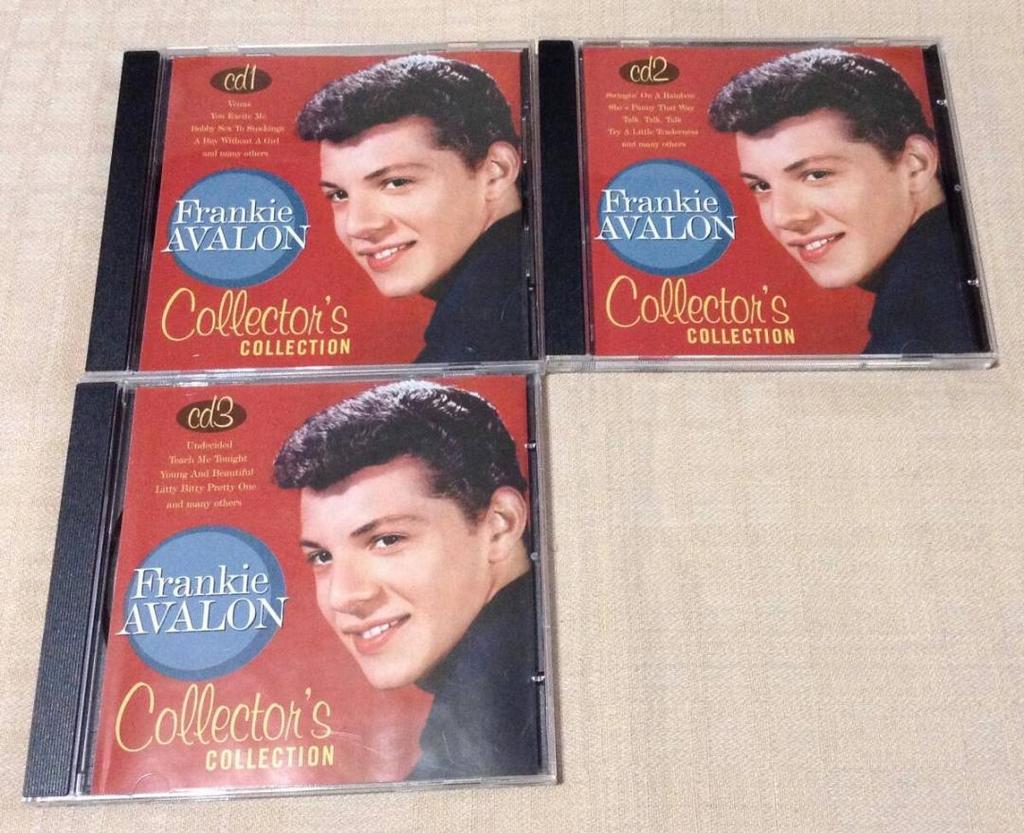 cd1
Venus
You Excite Me
Bobby Sox To Stockings
A Boy Without A Girl
and many others
Frankie
AVALON
Collector's
COLLECTION
cd2
Swingin' On A Rainbow
She's Funny That Way
Talk, Talk, Talk
Try A Little Tenderness
and many others
Frankie
AVALON
Collector's
COLLECTION
cd3
Undecided
Teach Me Tonight
Young And Beautiful
Litty Bitty Pretty One
and many others
Frankie
AVALON
Collector's
COLLECTION